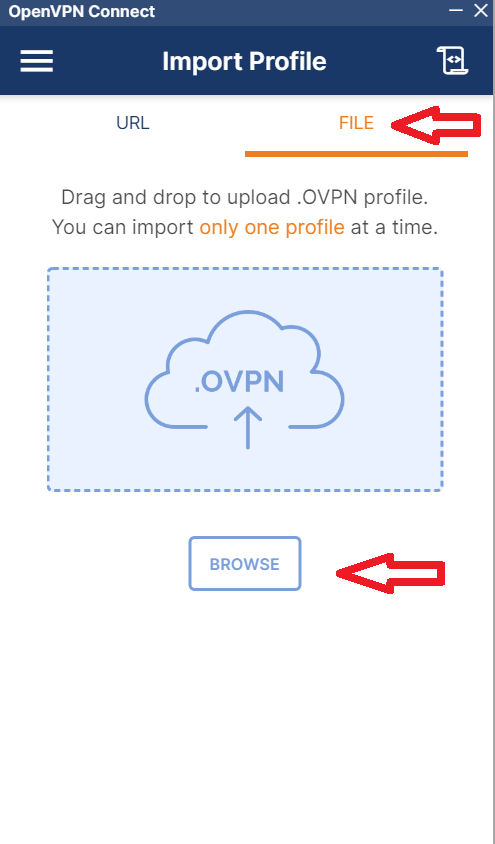 OpenVPN Connect
Import Profile
URL
FILE
Drag and drop to upload .OVPN profile.
You can import only one profile at a time.
.OVPN
BROWSE